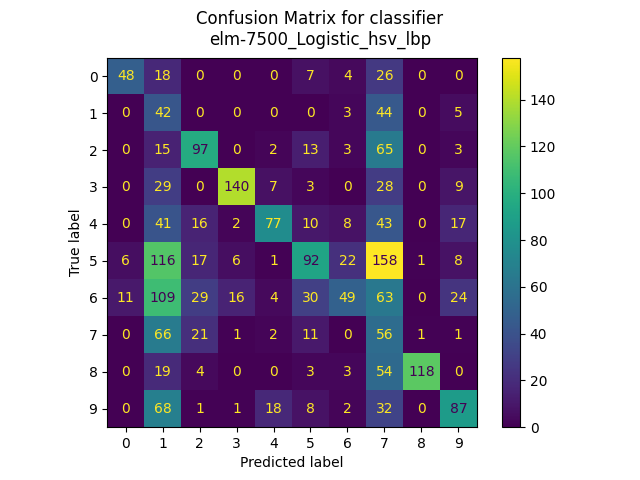 Confusion Matrix for classifier
elm-7500_Logistic_hsv_lbp
0 48 18 0 0 0 7 4 26 0 0
1 0 42 0 0 0 0 3 44 0 5
2 0 15 97 0 2 13 3 65 0 3
3 0 29 0 140 7 3 0 28 0 9
4 0 41 16 2 77 10 8 43 0 17
5 6 116 17 6 1 92 22 158 1 8
6 11 109 29 16 4 30 49 63 0 24
7 0 66 21 1 2 11 0 56 1 1
8 0 19 4 0 0 3 3 54 118 0
9 0 68 1 1 18 8 2 32 0 87
0 1 2 3 4 5 6 7 8 9
Predicted label
True label
140
120
100
80
60
40
20
0